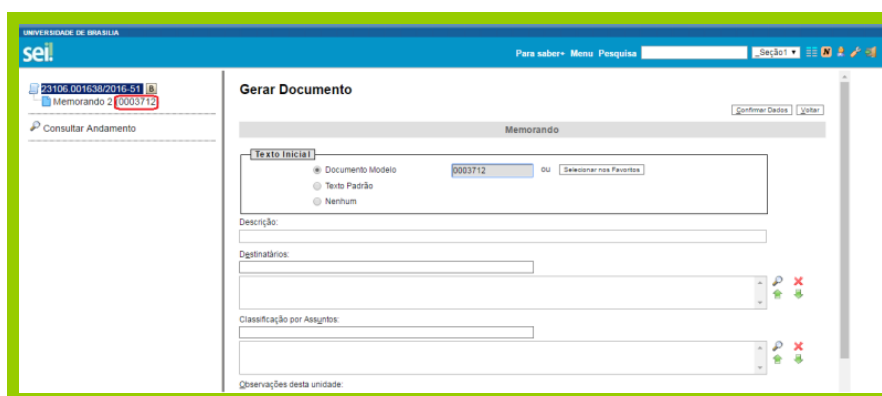 UNIVERSIDADE DE BRASILIA
sei!
Para saber+ Menu Pesquisa
_Seção1
N
23106.001638/2016-51
Memorando 2 (0003712)
Consultar Andamento
Gerar Documento
Confirmar Dados
Voltar
Memorando
Texto Inicial
Documento Modelo
0003712
ou
Selecionar nos Favoritos
Texto Padrão
Nenhum
Descrição:
Destinatários:
Classificação por Assuntos:
Observações desta unidade: